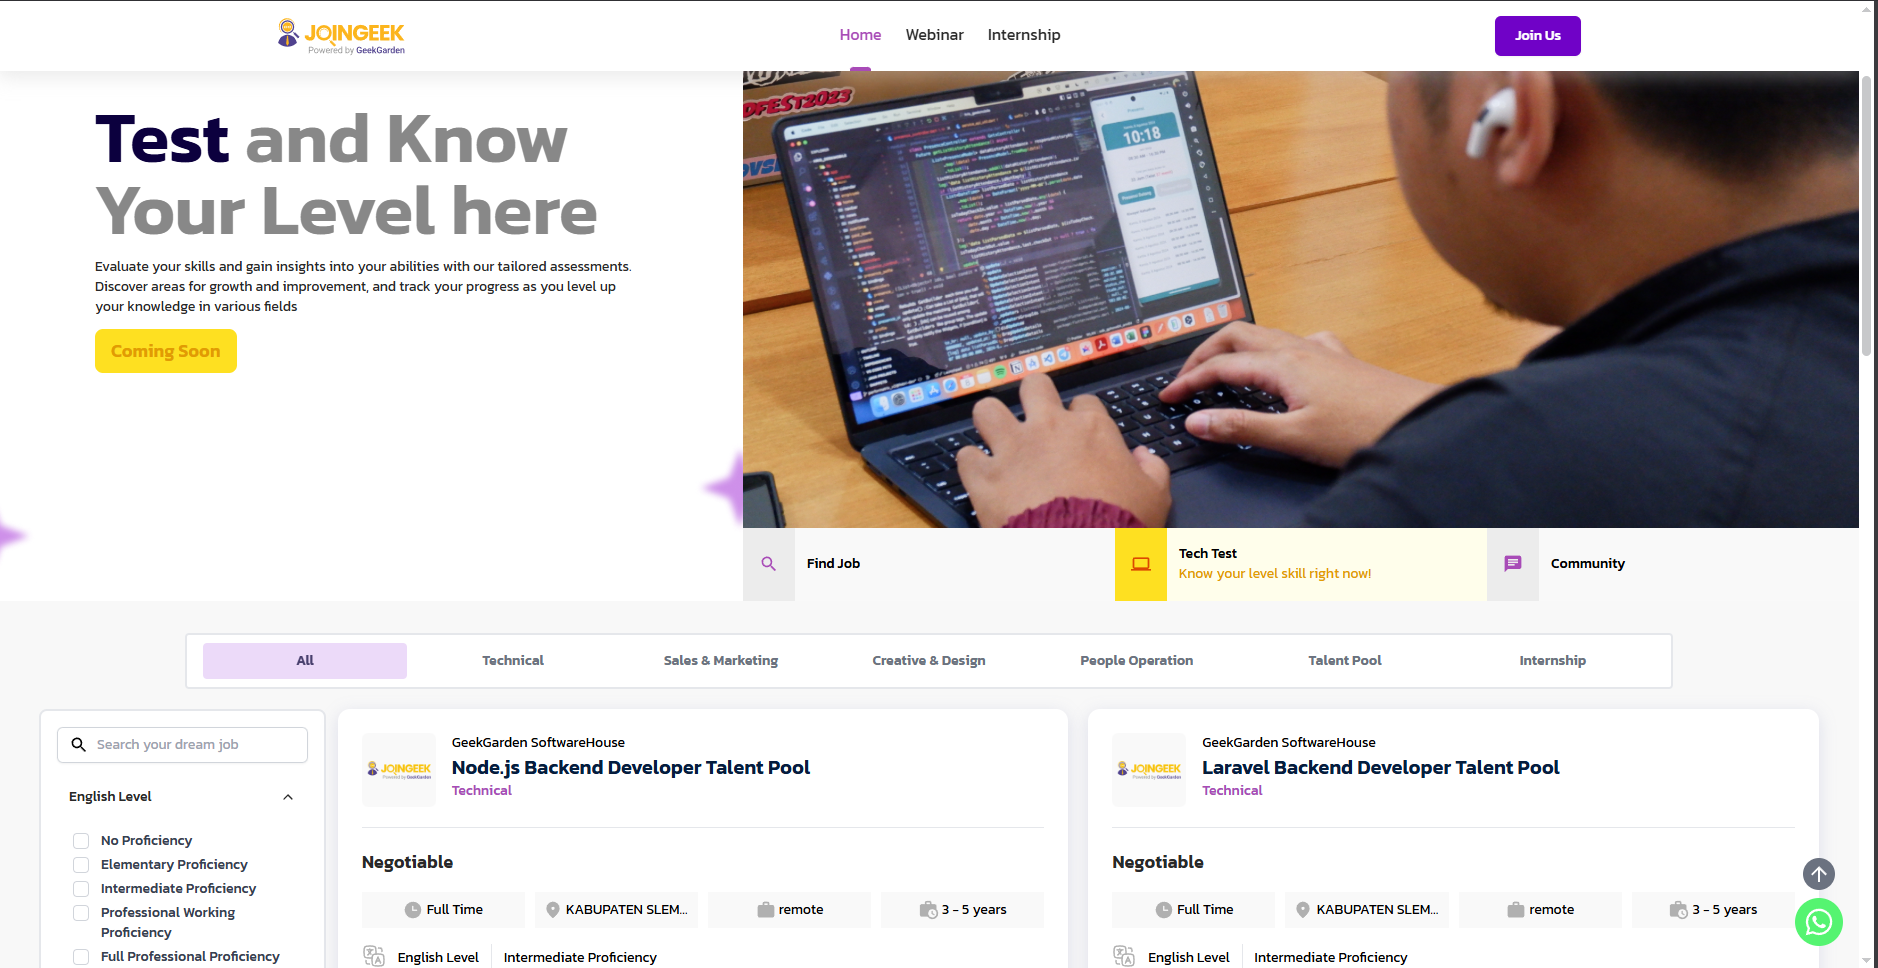 JOINGEEK
Powered by GeekGarden
Home
Webinar
Internship
Join Us
Test and Know
Your Level here
Evaluate your skills and gain insights into your abilities with our tailored assessments.
Discover areas for growth and improvement, and track your progress as you level up
your knowledge in various fields
Coming Soon
DFEST2023
10:18
Find Job
Tech Test
Know your level skill right now!
Community
All
Technical
Sales & Marketing
Creative & Design
People Operation
Talent Pool
Internship
Search your dream job
English Level
No Proficiency
Elementary Proficiency
Intermediate Proficiency
Professional Working
Proficiency
Full Professional Proficiency
JOINGEEK
Powered by GeekGarden
GeekGarden SoftwareHouse
Node.js Backend Developer Talent Pool
Technical
Negotiable
Full Time
KABUPATEN SLEM...
remote
3 - 5 years
English Level
Intermediate Proficiency
JOINGEEK
Powered by GeekGarden
GeekGarden SoftwareHouse
Laravel Backend Developer Talent Pool
Technical
Negotiable
Full Time
KABUPATEN SLEM...
remote
3 - 5 years
English Level
Intermediate Proficiency